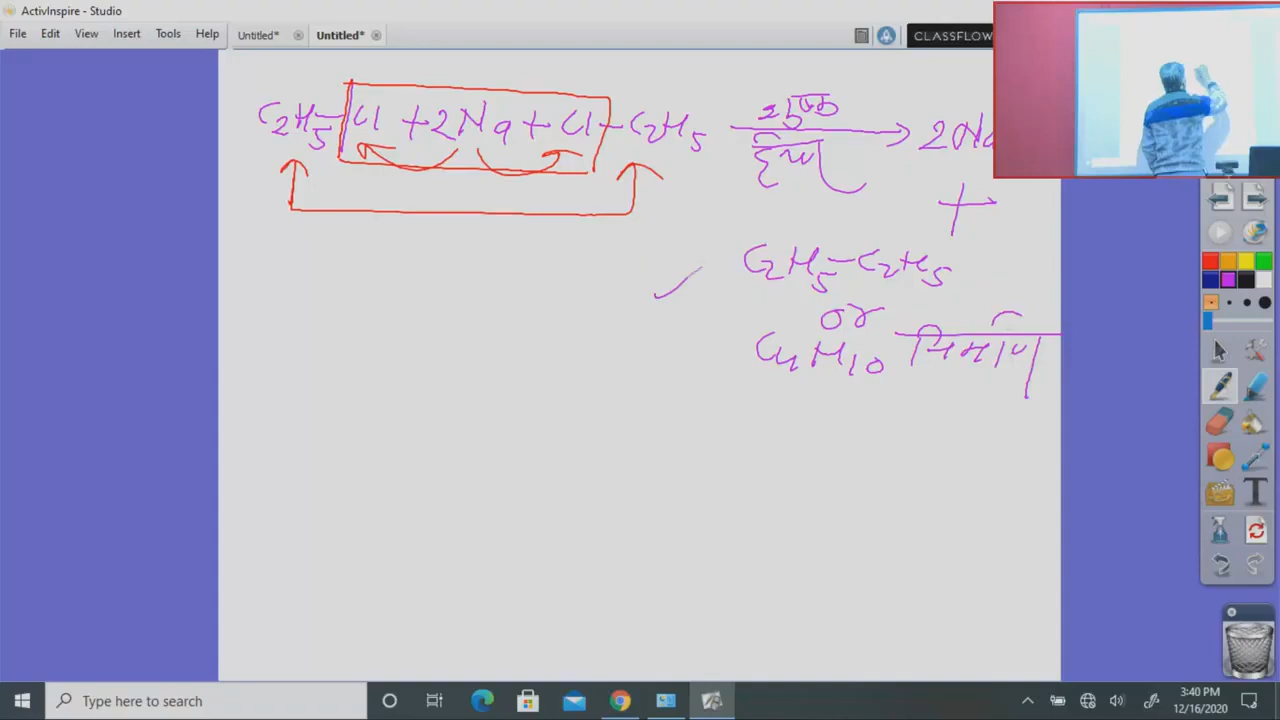 ActivInspire - Studio
File Edit View Insert Tools Help Untitled* Untitled* CLASSFLOW
C2H5-Cl + 2Na + Cl-C2H5 शुष्क → 2Na
ईथर
+
C2H5-C2H5
or
C4H10
T
Type here to search
3:40 PM
12/16/2020